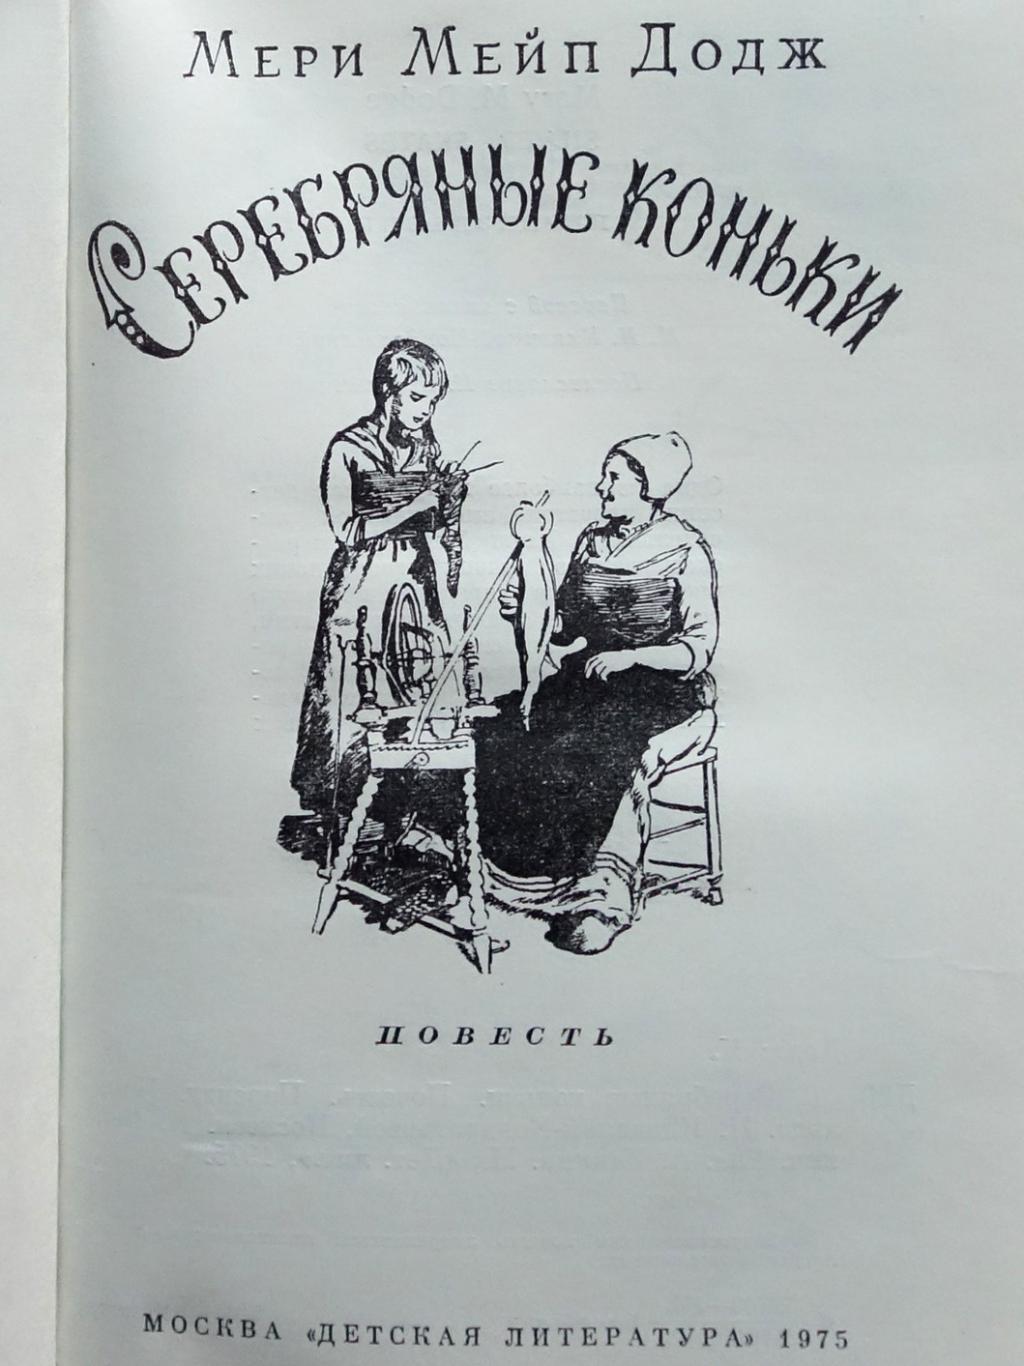 Мери Мейп Додж
Серебряные коньки
ПОВЕСТЬ
МОСКВА «ДЕТСКАЯ ЛИТЕРАТУРА» 1975